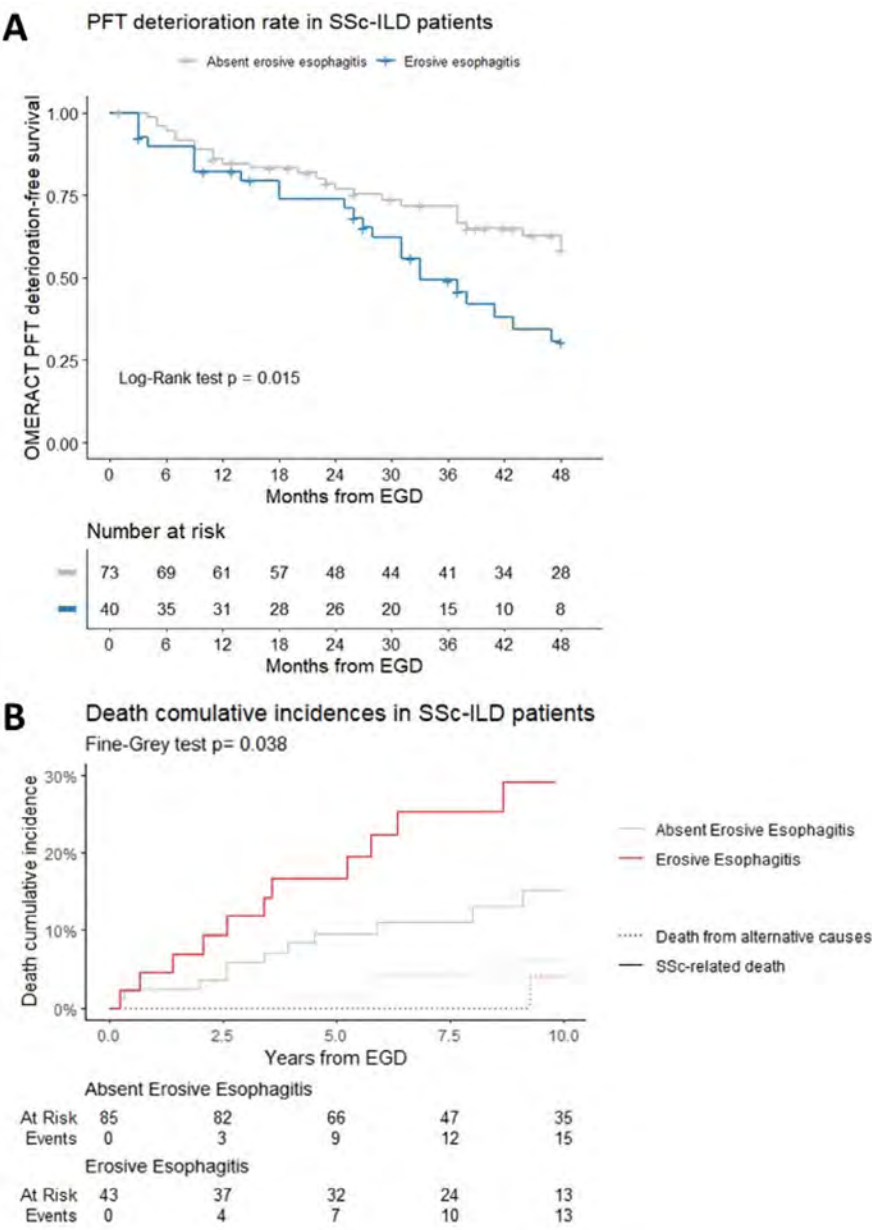 A
PFT deterioration rate in SSc-ILD patients
Absent erosive esophagitis Erosive esophagitis
OMERACT PFT deterioration-free survival
1.00
0.75
0.50
0.25
0.00
Log-Rank test p = 0.015
0 6 12 18 24 30 36 42 48
Months from EGD
Number at risk
73 69 61 57 48 44 41 34 28
40 35 31 28 26 20 15 10 8
0 6 12 18 24 30 36 42 48
Months from EGD
B
Death comulative incidences in SSc-ILD patients
Fine-Grey test p= 0.038
Death cumulative incidence
30%
20%
10%
0%
0.0 2.5 5.0 7.5 10.0
Years from EGD
Absent Erosive Esophagitis
Erosive Esophagitis
Death from alternative causes
SSc-related death
Absent Erosive Esophagitis
At Risk 85 82 66 47 35
Events 0 3 9 12 15
Erosive Esophagitis
At Risk 43 37 32 24 13
Events 0 4 7 10 13